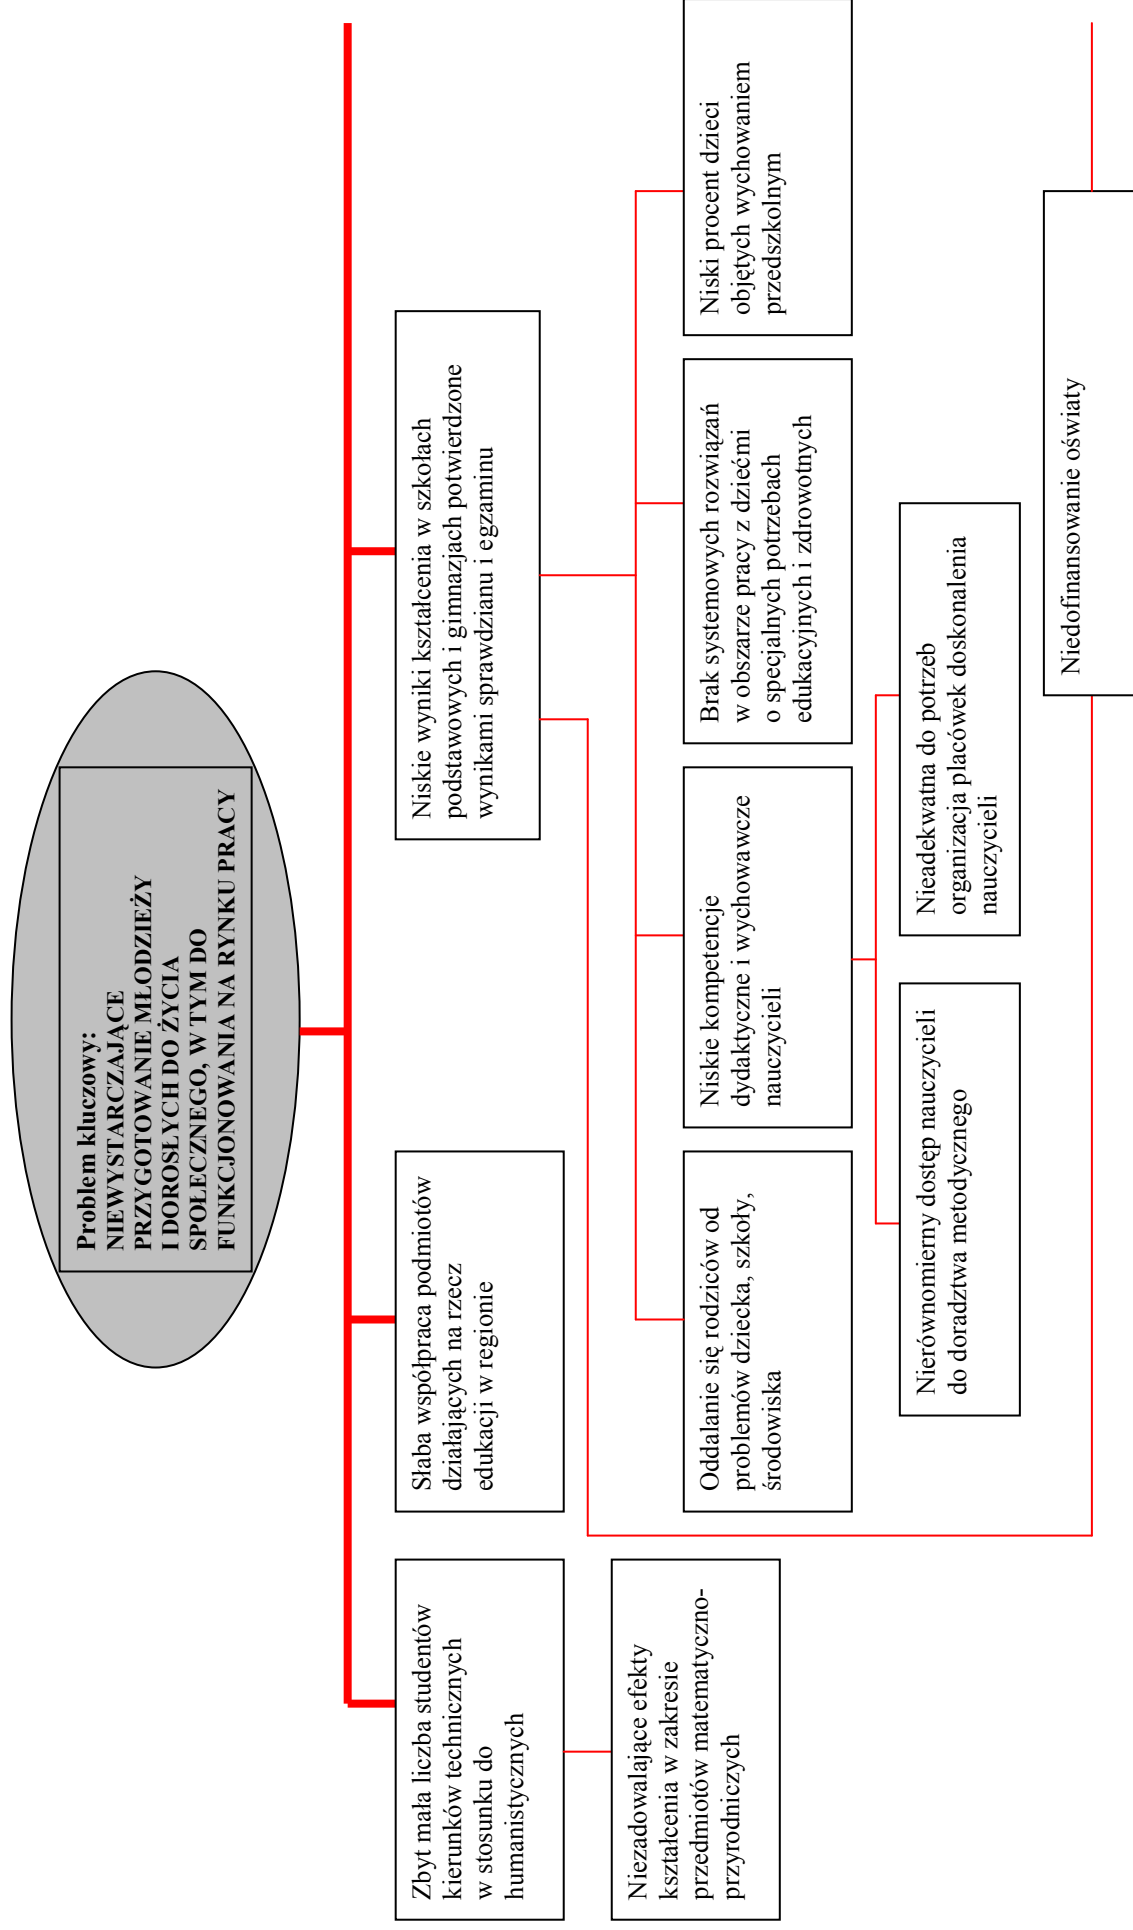 Problem kluczowy:
NIEWYSTARCZAJĄCE
PRZYGOTOWANIE MŁODZIEŻY
I DOROSŁYCH DO ŻYCIA
SPOŁECZNEGO, W TYM DO
FUNKCJONOWANIA NA RYNKU PRACY
Zbyt mała liczba studentów
kierunków technicznych
w stosunku do
humanistycznych
Słaba współpraca podmiotów
działających na rzecz
edukacji w regionie
Niskie wyniki kształcenia w szkołach
podstawowych i gimnazjach potwierdzone
wynikami sprawdzianu i egzaminu
Niezadowalające efekty
kształcenia w zakresie
przedmiotów matematyczno-
przyrodniczych
Oddalanie się rodziców od
problemów dziecka, szkoły,
środowiska
Niskie kompetencje
dydaktyczne i wychowawcze
nauczycieli
Brak systemowych rozwiązań
w obszarze pracy z dziećmi
o specjalnych potrzebach
edukacyjnych i zdrowotnych
Niski procent dzieci
objętych wychowaniem
przedszkolnym
Nierównomierny dostęp nauczycieli
do doradztwa metodycznego
Nieadekwatna do potrzeb
organizacja placówek doskonalenia
nauczycieli
Niedofinansowanie oświaty